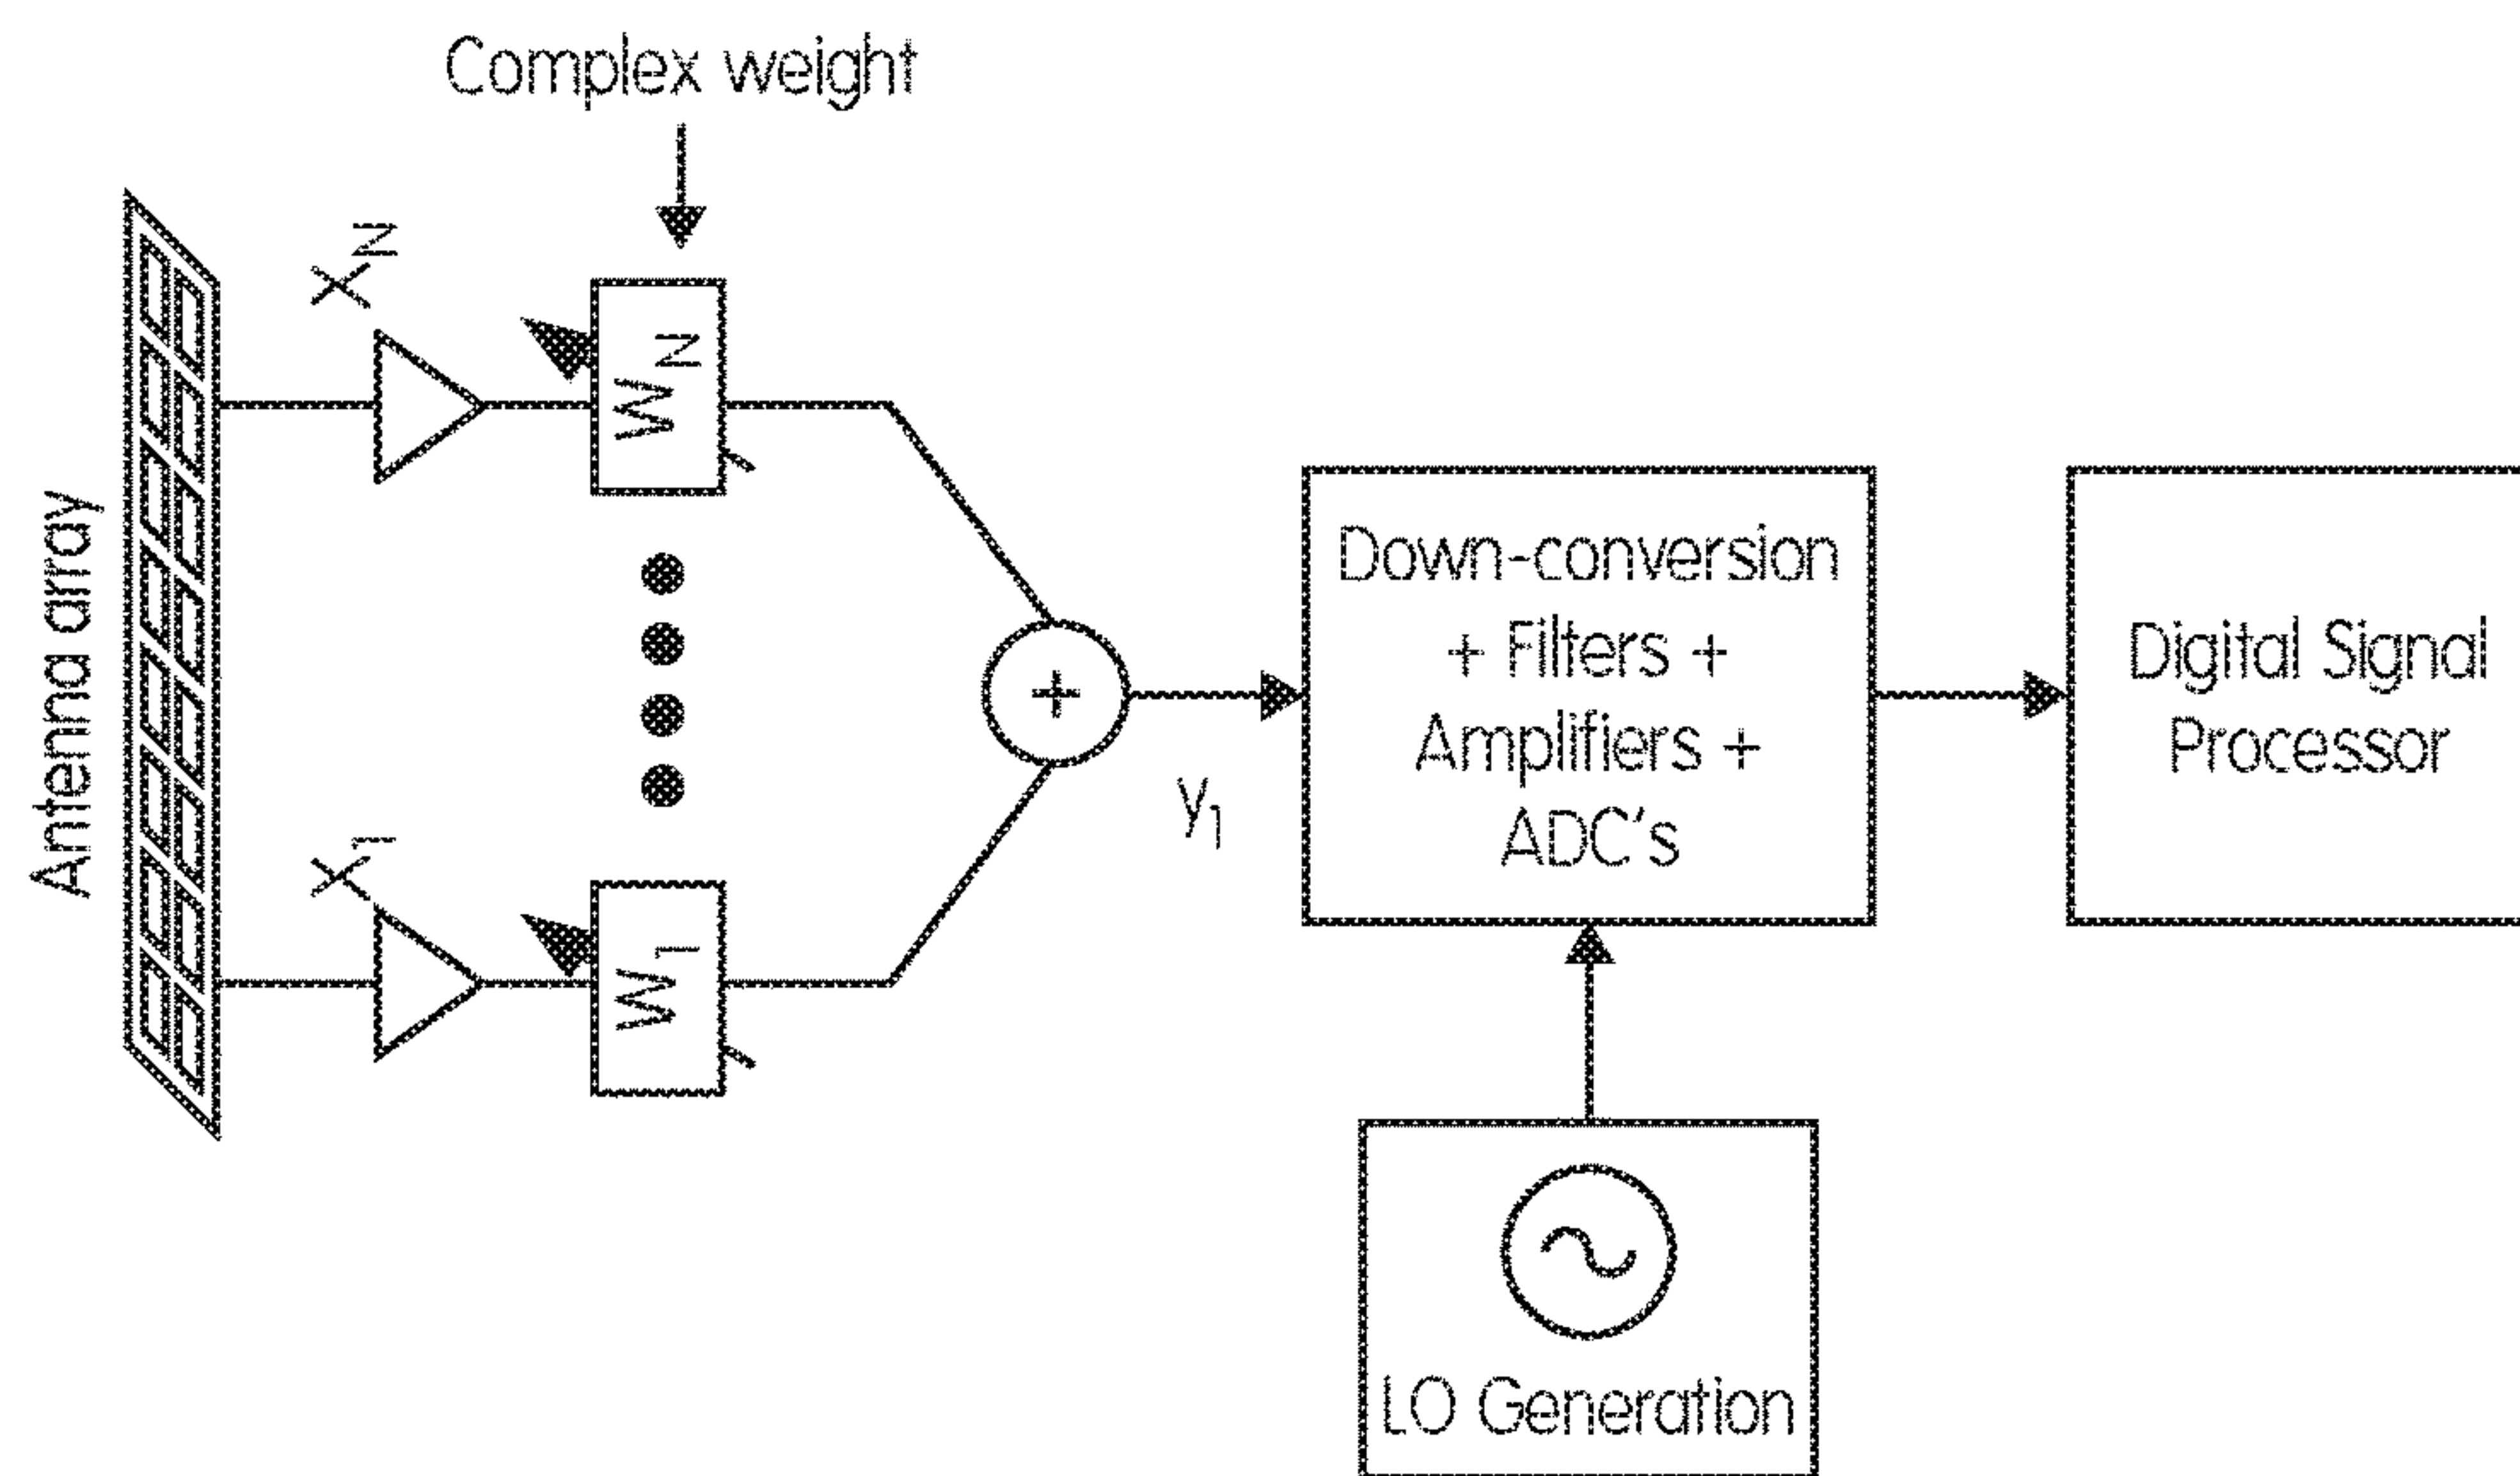 Complex weight
Antenna array
X_N
W_N
X_1
W_1
+
y_1
Down-conversion
+ Filters +
Amplifiers +
ADC's
Digital Signal
Processor
LO Generation